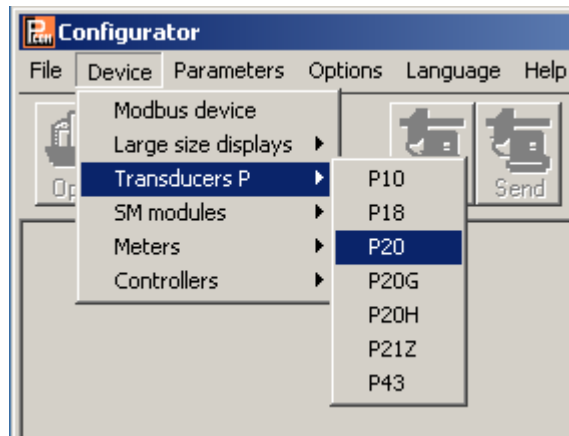 Configurator
File Device Parameters Options Language Help
Modbus device
Large size displays
Transducers P
SM modules
Meters
Controllers
Send
P10
P18
P20
P20G
P20H
P21Z
P43